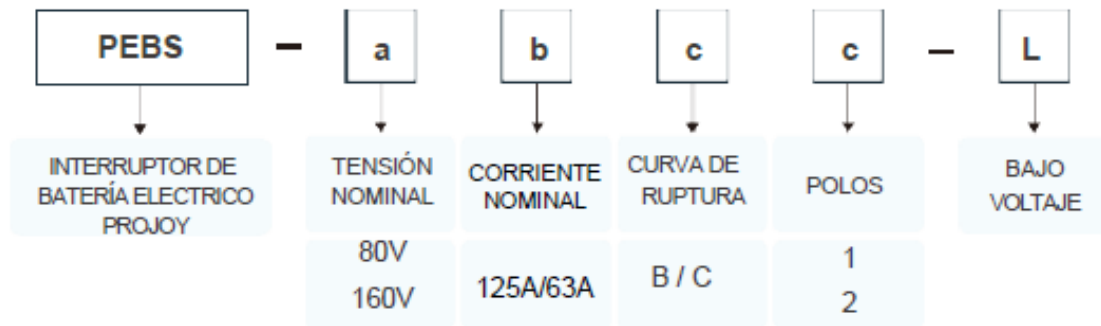 PEBS – a b c c – L
INTERRUPTOR DE
BATERÍA ELECTRICO
PROJOY
TENSIÓN
NOMINAL
CORRIENTE
NOMINAL
CURVA DE
RUPTURA
POLOS
BAJO
VOLTAJE
80V
160V
125A/63A
B / C
1
2